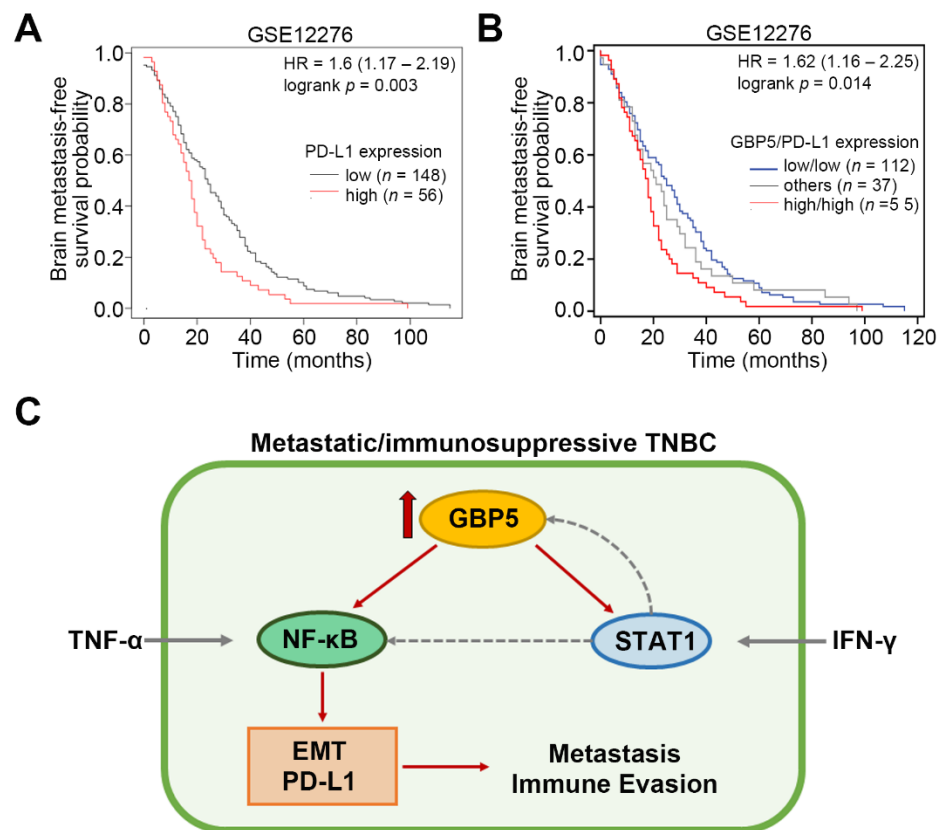 A
GSE12276
HR = 1.6 (1.17 – 2.19)
logrank p = 0.003
PD-L1 expression
low (n = 148)
high (n = 56)
Brain metastasis-free
survival probability
1.0
0.8
0.6
0.4
0.2
0.0
0 20 40 60 80 100
Time (months)
B
GSE12276
HR = 1.62 (1.16 – 2.25)
logrank p = 0.014
GBP5/PD-L1 expression
low/low (n = 112)
others (n = 37)
high/high (n =5 5)
Brain metastasis-free
survival probability
1.0
0.8
0.6
0.4
0.2
0.0
0 20 40 60 80 100 120
Time (months)
C
Metastatic/immunosuppressive TNBC
GBP5
TNF-α
NF-κB
STAT1
IFN-γ
EMT
PD-L1
Metastasis
Immune Evasion